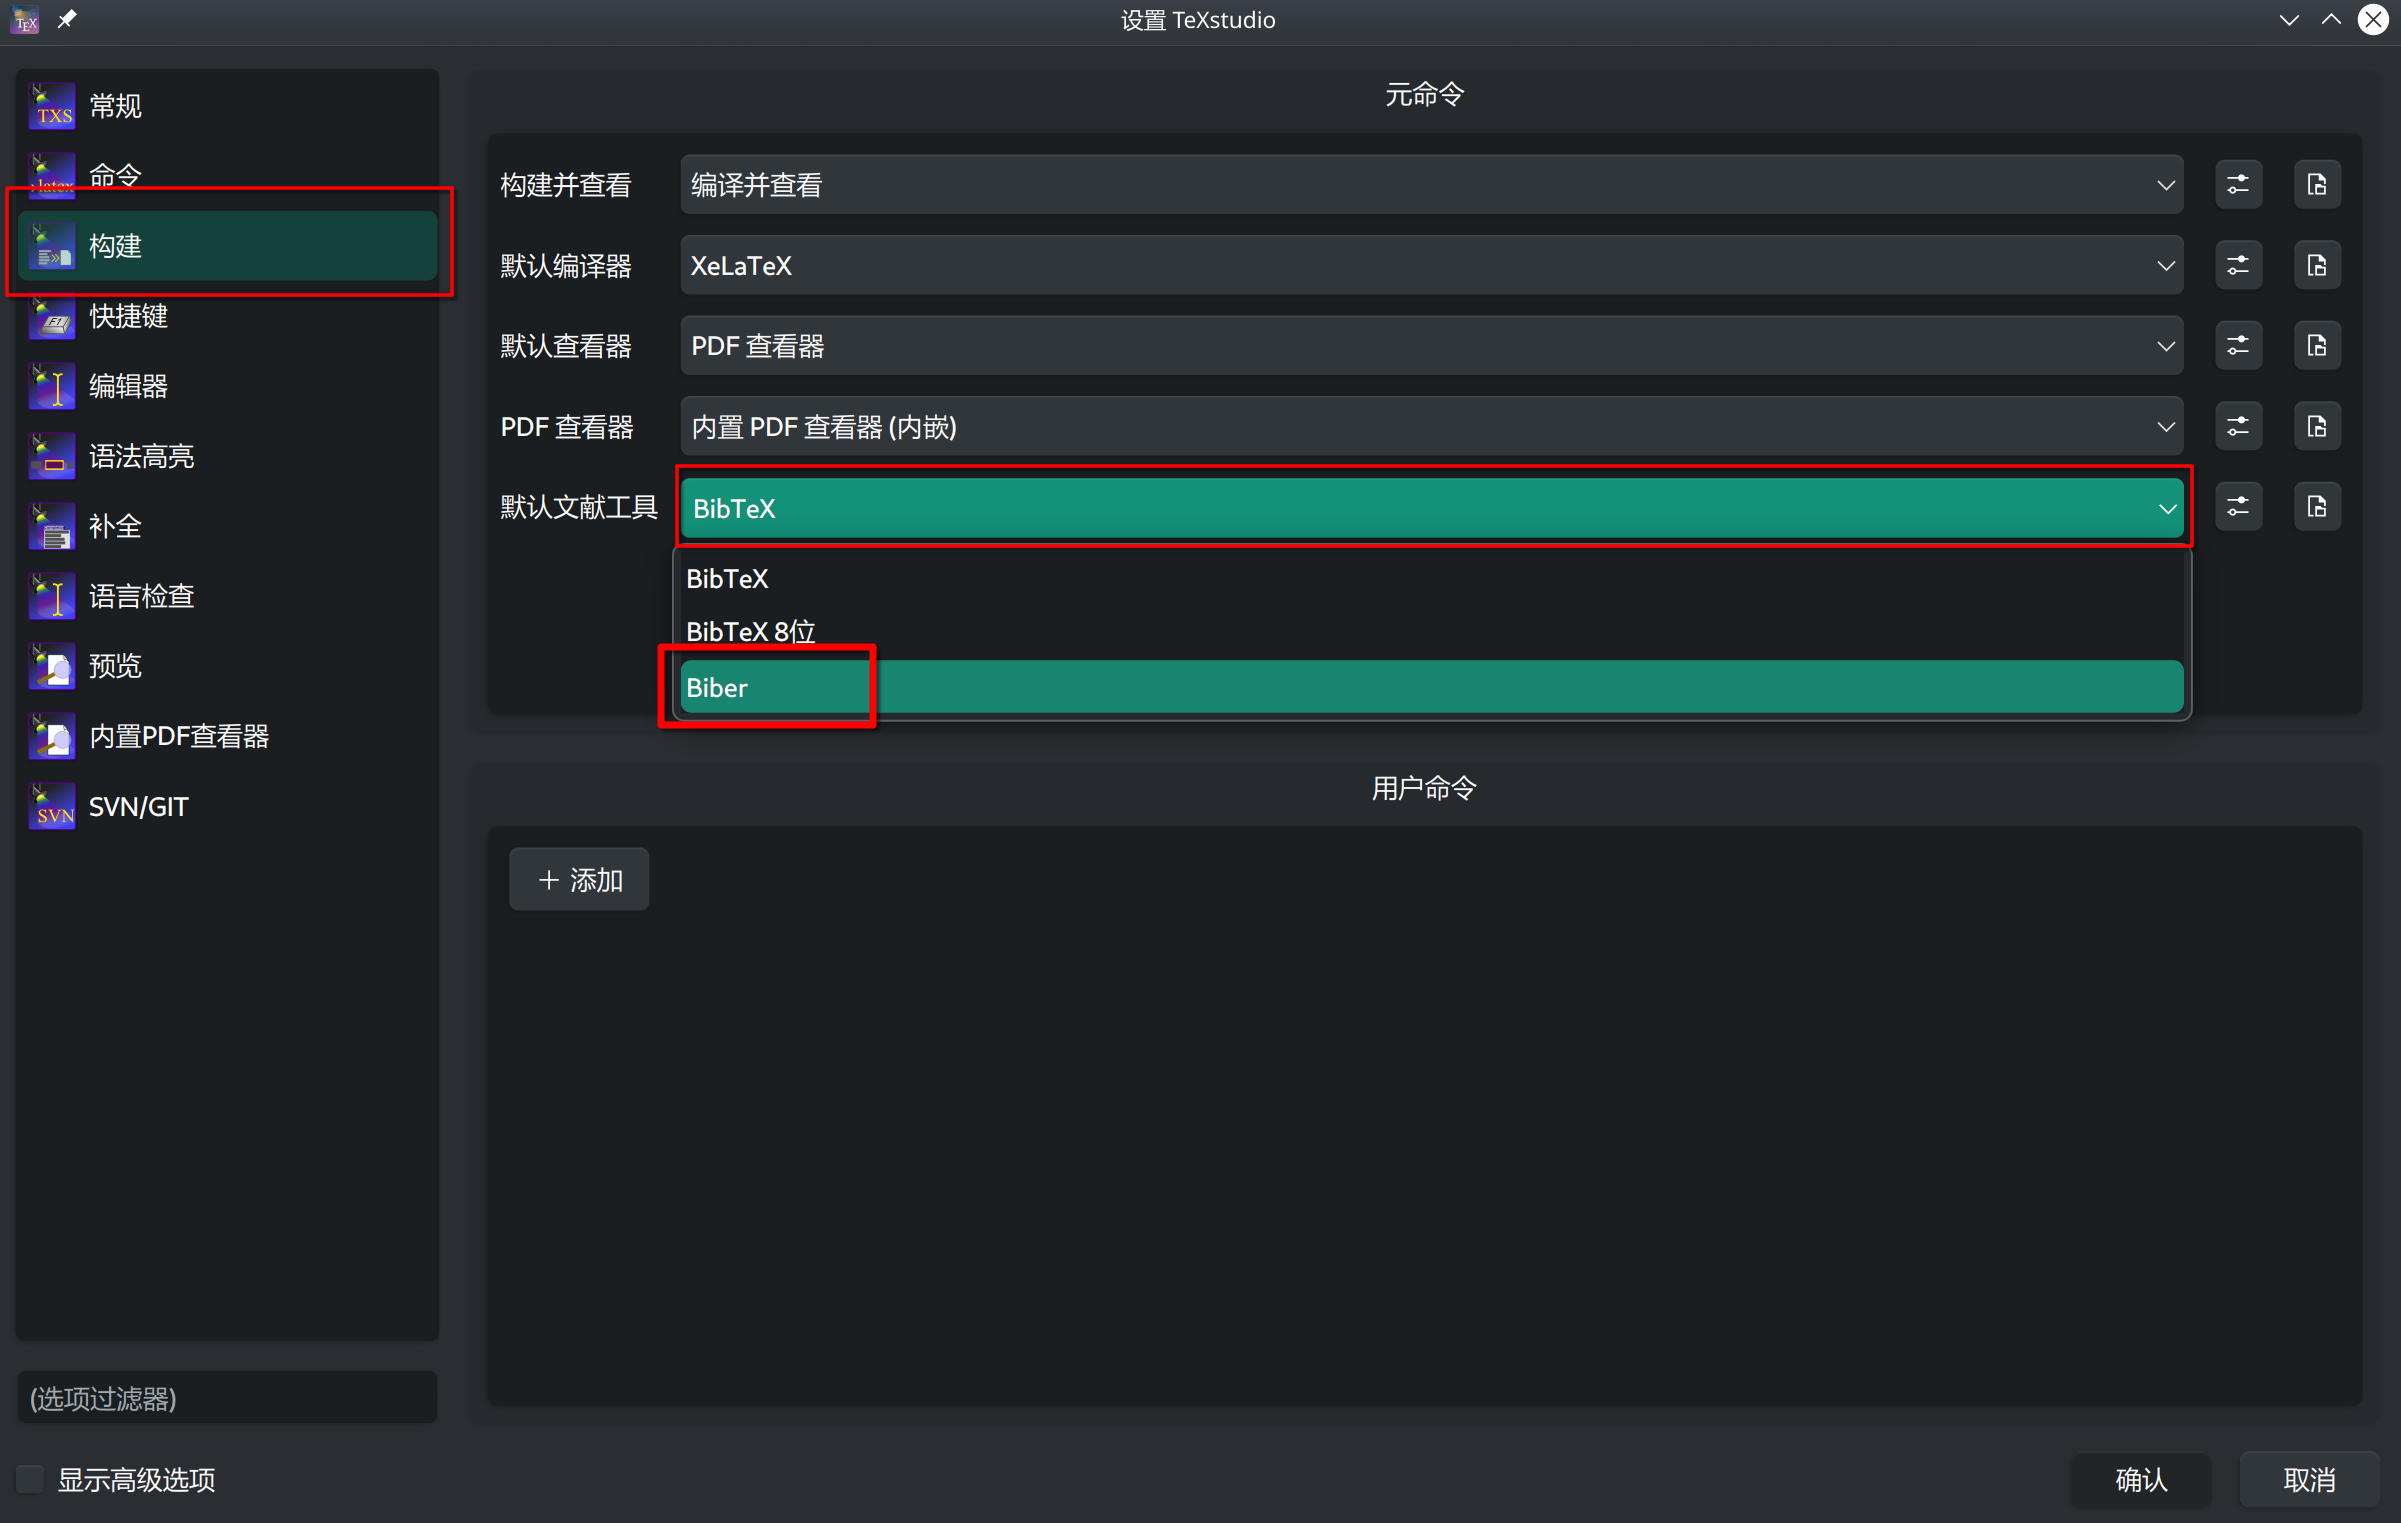 设置 TeXstudio
常规
命令
构建
快捷键
编辑器
语法高亮
补全
语言检查
预览
内置PDF查看器
SVN/GIT
(选项过滤器)
显示高级选项
元命令
构建并查看 编译并查看
默认编译器 XeLaTeX
默认查看器 PDF 查看器
PDF 查看器 内置 PDF 查看器 (内嵌)
默认文献工具 BibTeX
BibTeX
BibTeX 8位
Biber
用户命令
添加
确认 取消